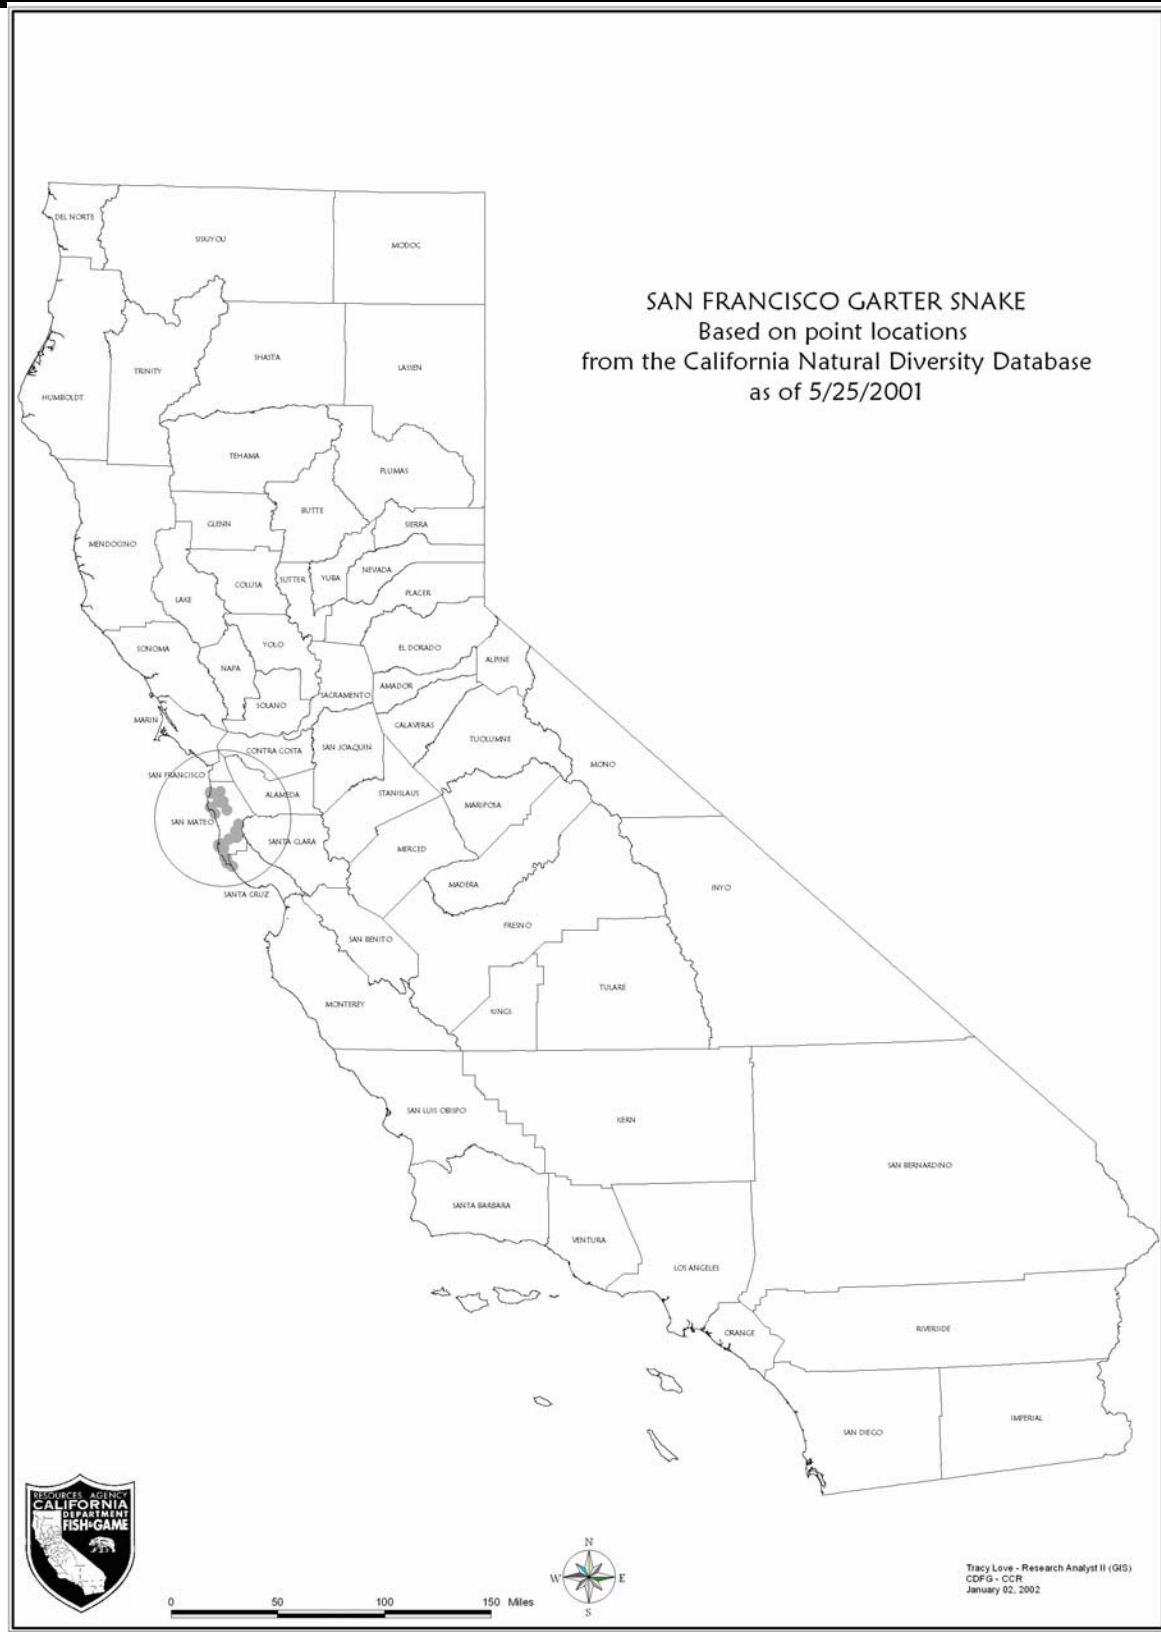 SAN FRANCISCO GARTER SNAKE
Based on point locations
from the California Natural Diversity Database
as of 5/25/2001
DEL NORTE
SISKIYOU
MODOC
HUMBOLDT
TRINITY
SHASTA
LASSEN
TEHAMA
PLUMAS
MENDOCINO
GLENN
BUTTE
SIERRA
LAKE
COLUSA
SUTTER
YUBA
NEVADA
PLACER
SONOMA
NAPA
YOLO
EL DORADO
ALPINE
SOLANO
SACRAMENTO
AMADOR
MARIN
CALAVERAS
CONTRA COSTA
SAN JOAQUIN
TUOLUMNE
MONO
SAN FRANCISCO
ALAMEDA
STANISLAUS
MARIPOSA
SAN MATEO
SANTA CLARA
MERCED
MADERA
INYO
SANTA CRUZ
SAN BENITO
FRESNO
MONTEREY
KINGS
TULARE
SAN LUIS OBISPO
KERN
SAN BERNARDINO
SANTA BARBARA
VENTURA
LOS ANGELES
ORANGE
RIVERSIDE
SAN DIEGO
IMPERIAL
RESOURCES AGENCY
CALIFORNIA
DEPARTMENT
FISH&GAME
0 50 100 150 Miles
N
W E
S
Tracy Love - Research Analyst II (GIS)
CDFG - CCR
January 02, 2002